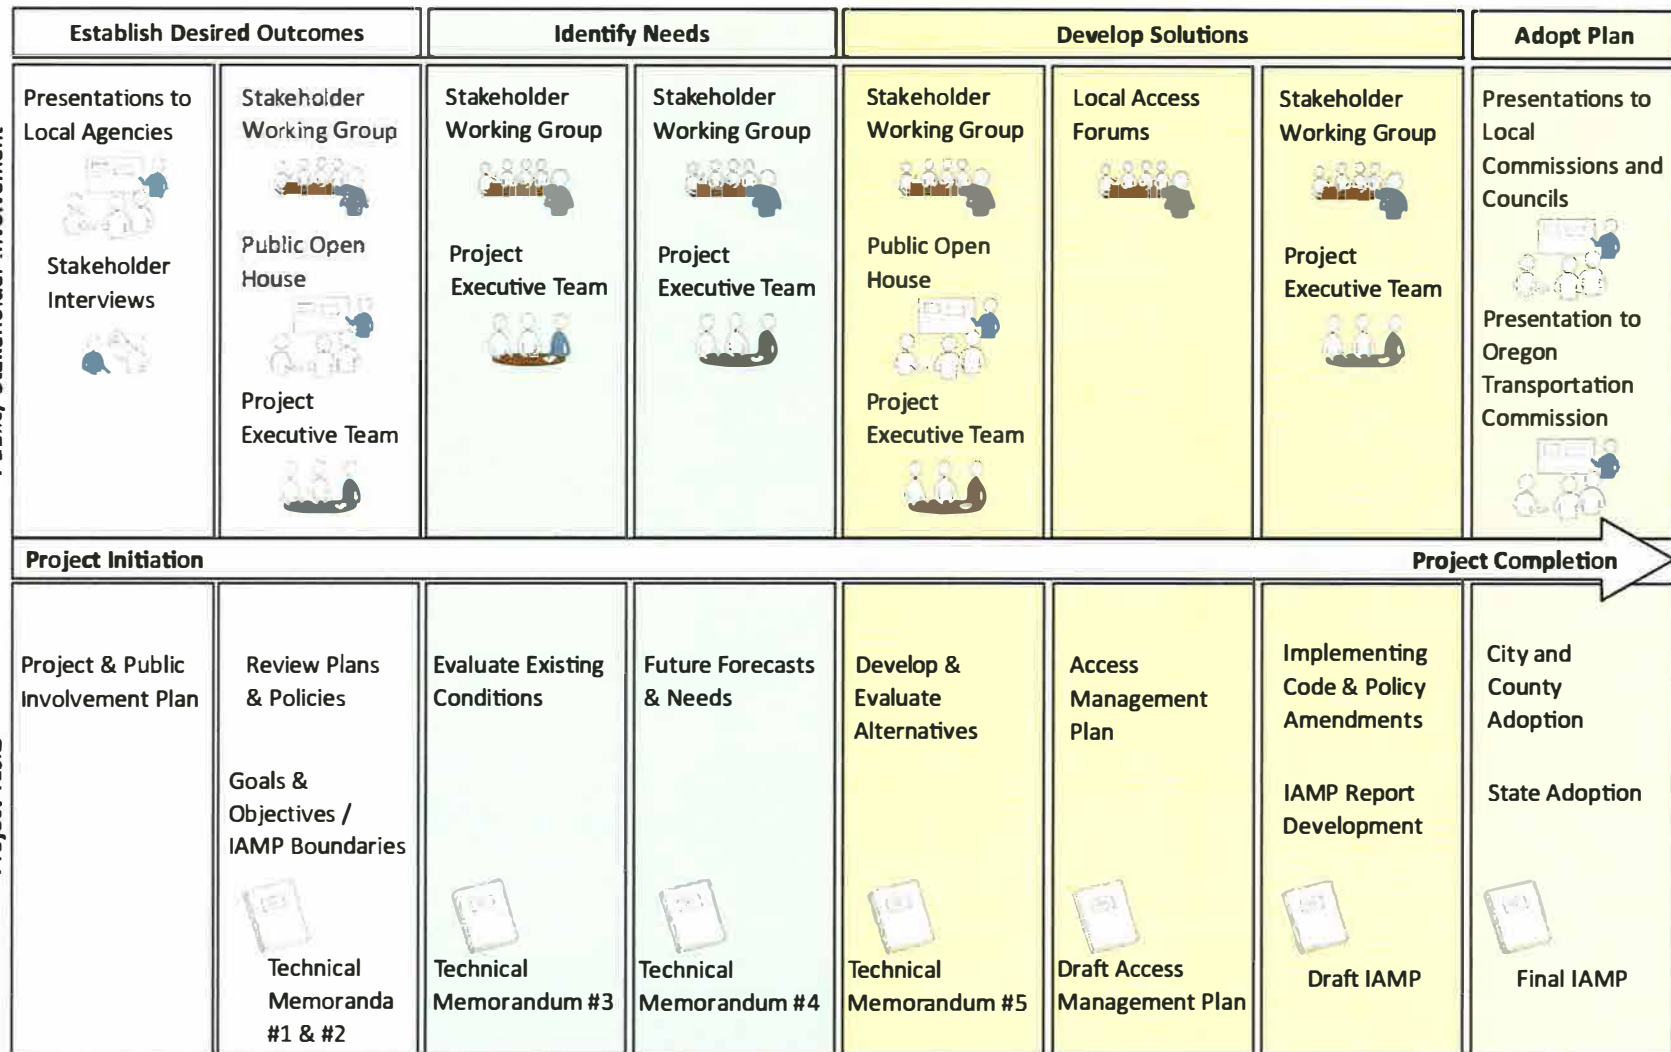 Establish Desired Outcomes
Identify Needs
Develop Solutions
Adopt Plan
Presentations to
Local Agencies
Stakeholder
Interviews
Stakeholder
Working Group
Public Open
House
Project
Executive Team
Stakeholder
Working Group
Project
Executive Team
Stakeholder
Working Group
Project
Executive Team
Stakeholder
Working Group
Public Open
House
Project
Executive Team
Local Access
Forums
Stakeholder
Working Group
Project
Executive Team
Presentations to
Local
Commissions and
Councils
Presentation to
Oregon
Transportation
Commission
Project Initiation
Project Completion
Project & Public
Involvement Plan
Review Plans
& Policies
Goals &
Objectives /
IAMP Boundaries
Technical
Memoranda
#1 & #2
Evaluate Existing
Conditions
Technical
Memorandum #3
Future Forecasts
& Needs
Technical
Memorandum #4
Develop &
Evaluate
Alternatives
Technical
Memorandum #5
Access
Management
Plan
Draft Access
Management Plan
Implementing
Code & Policy
Amendments
IAMP Report
Development
Draft IAMP
City and
County
Adoption
State Adoption
Final IAMP